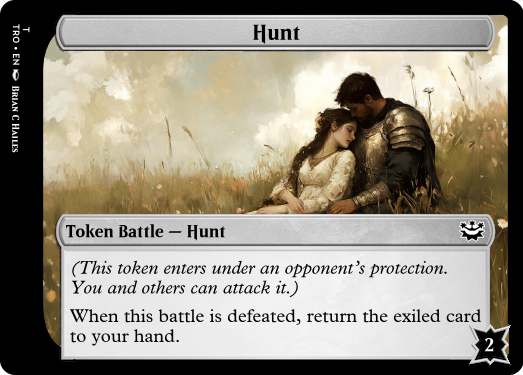 Hunt
Token Battle — Hunt
(This token enters under an opponent's protection.
You and others can attack it.)
When this battle is defeated, return the exiled card
to your hand.
2
T
TRO • EN BRIAN C HAILES